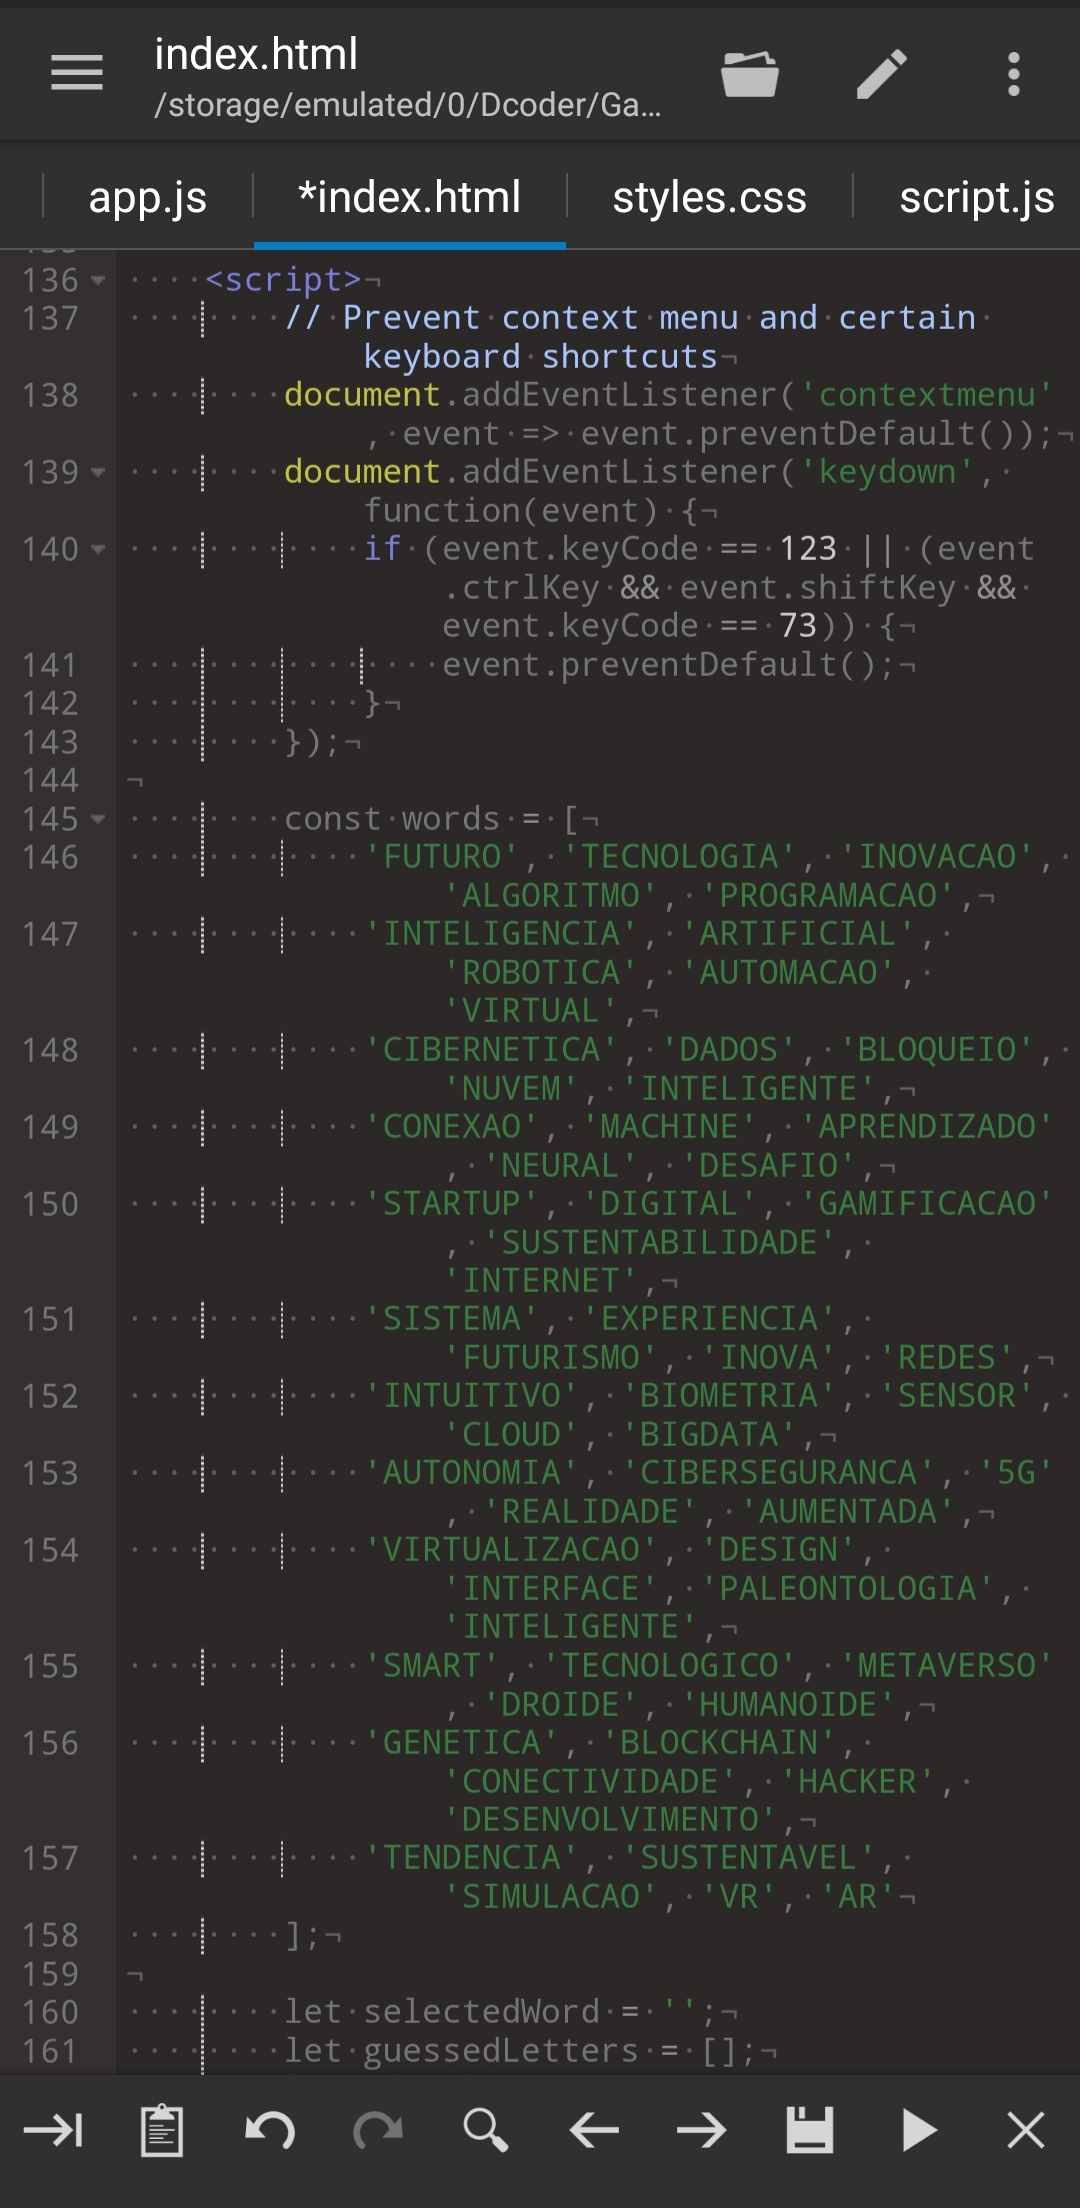 index.html
/storage/emulated/0/Dcoder/Ga...
app.js
*index.html
styles.css
script.js
136 <script>¬
137 // Prevent context menu and certain
keyboard shortcuts¬
138 document.addEventListener('contextmenu'
, event => event.preventDefault());¬
139 document.addEventListener('keydown',
function(event) {¬
140 if (event.keyCode == 123 || (event
.ctrlKey && event.shiftKey &&
event.keyCode == 73)) {¬
141 event.preventDefault();¬
142 }¬
143 });¬
144 ¬
145 const words = [¬
146 'FUTURO', 'TECNOLOGIA', 'INOVACAO',
'ALGORITMO', 'PROGRAMACAO',¬
147 'INTELIGENCIA', 'ARTIFICIAL',
'ROBOTICA', 'AUTOMACAO',
'VIRTUAL',¬
148 'CIBERNETICA', 'DADOS', 'BLOQUEIO',
'NUVEM', 'INTELIGENTE',¬
149 'CONEXAO', 'MACHINE', 'APRENDIZADO'
, 'NEURAL', 'DESAFIO',¬
150 'STARTUP', 'DIGITAL', 'GAMIFICACAO'
, 'SUSTENTABILIDADE',
'INTERNET',¬
151 'SISTEMA', 'EXPERIENCIA',
'FUTURISMO', 'INOVA', 'REDES',¬
152 'INTUITIVO', 'BIOMETRIA', 'SENSOR',
'CLOUD', 'BIGDATA',¬
153 'AUTONOMIA', 'CIBERSEGURANCA', '5G'
, 'REALIDADE', 'AUMENTADA',¬
154 'VIRTUALIZACAO', 'DESIGN',
'INTERFACE', 'PALEONTOLOGIA',
'INTELIGENTE',¬
155 'SMART', 'TECNOLOGICO', 'METAVERSO'
, 'DROIDE', 'HUMANOIDE',¬
156 'GENETICA', 'BLOCKCHAIN',
'CONECTIVIDADE', 'HACKER',
'DESENVOLVIMENTO',¬
157 'TENDENCIA', 'SUSTENTAVEL',
'SIMULACAO', 'VR', 'AR'¬
158 ];¬
159 ¬
160 let selectedWord = '';¬
161 let guessedLetters = [];¬